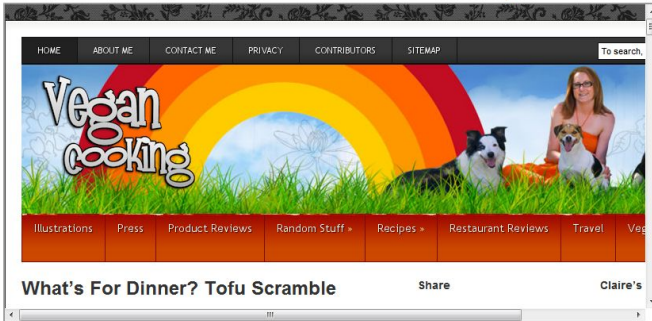 HOME ABOUT ME CONTACT ME PRIVACY CONTRIBUTORS SITEMAP To search,
Vegan
cooking
Illustrations Press Product Reviews Random Stuff » Recipes » Restaurant Reviews Travel Veg
What's For Dinner? Tofu Scramble Share Claire's